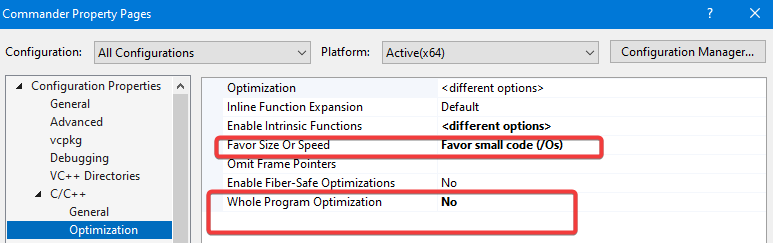 Commander Property Pages ? ×
Configuration: All Configurations Platform: Active(x64) Configuration Manager...
Configuration Properties
General
Advanced
vcpkg
Debugging
VC++ Directories
C/C++
General
Optimization
Optimization <different options>
Inline Function Expansion Default
Enable Intrinsic Functions <different options>
Favor Size Or Speed Favor small code (/Os)
Omit Frame Pointers
Enable Fiber-Safe Optimizations No
Whole Program Optimization No